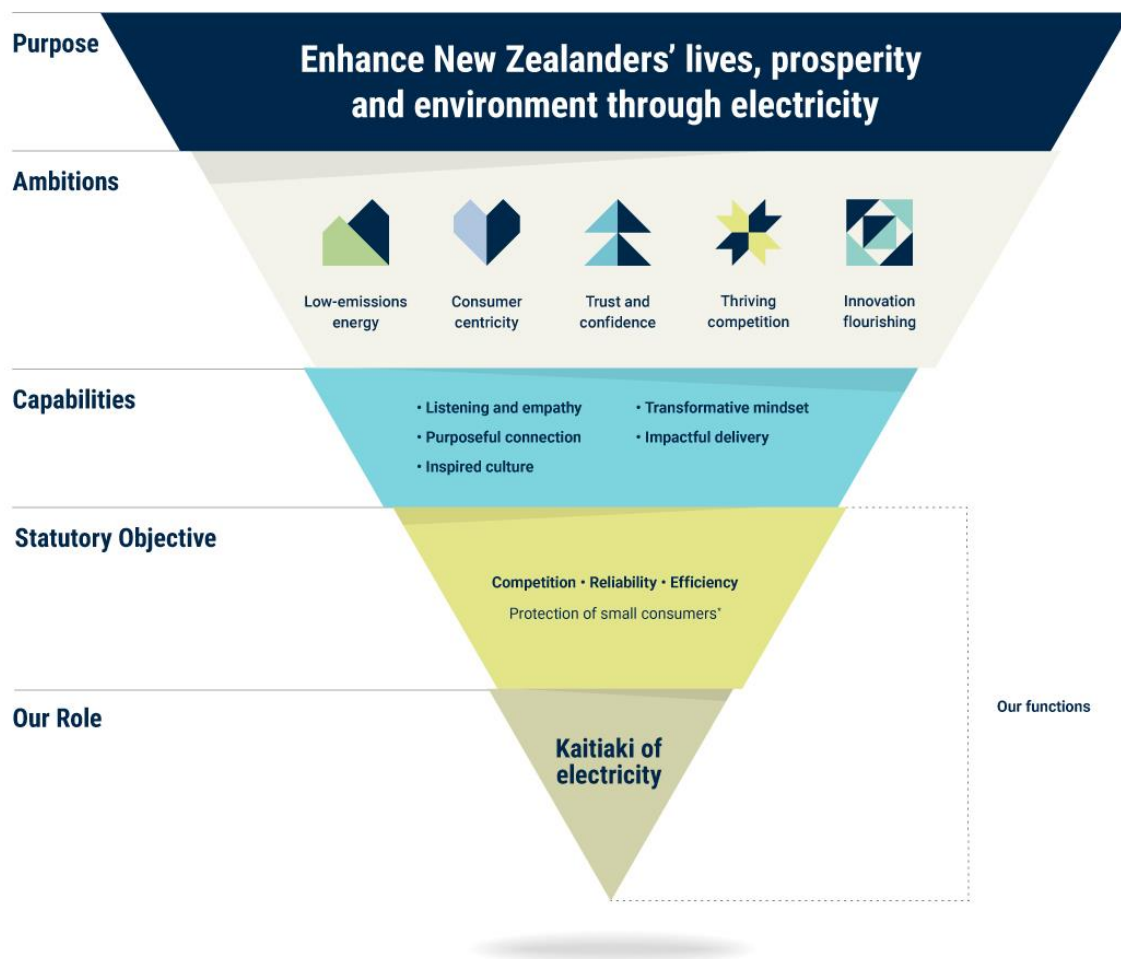 Purpose
Enhance New Zealanders’ lives, prosperity
and environment through electricity
Ambitions
Low-emissions
energy
Consumer
centricity
Trust and
confidence
Thriving
competition
Innovation
flourishing
Capabilities
• Listening and empathy
• Purposeful connection
• Inspired culture
• Transformative mindset
• Impactful delivery
Statutory Objective
Competition • Reliability • Efficiency
Protection of small consumers*
Our Role
Kaitiaki of
electricity
Our functions